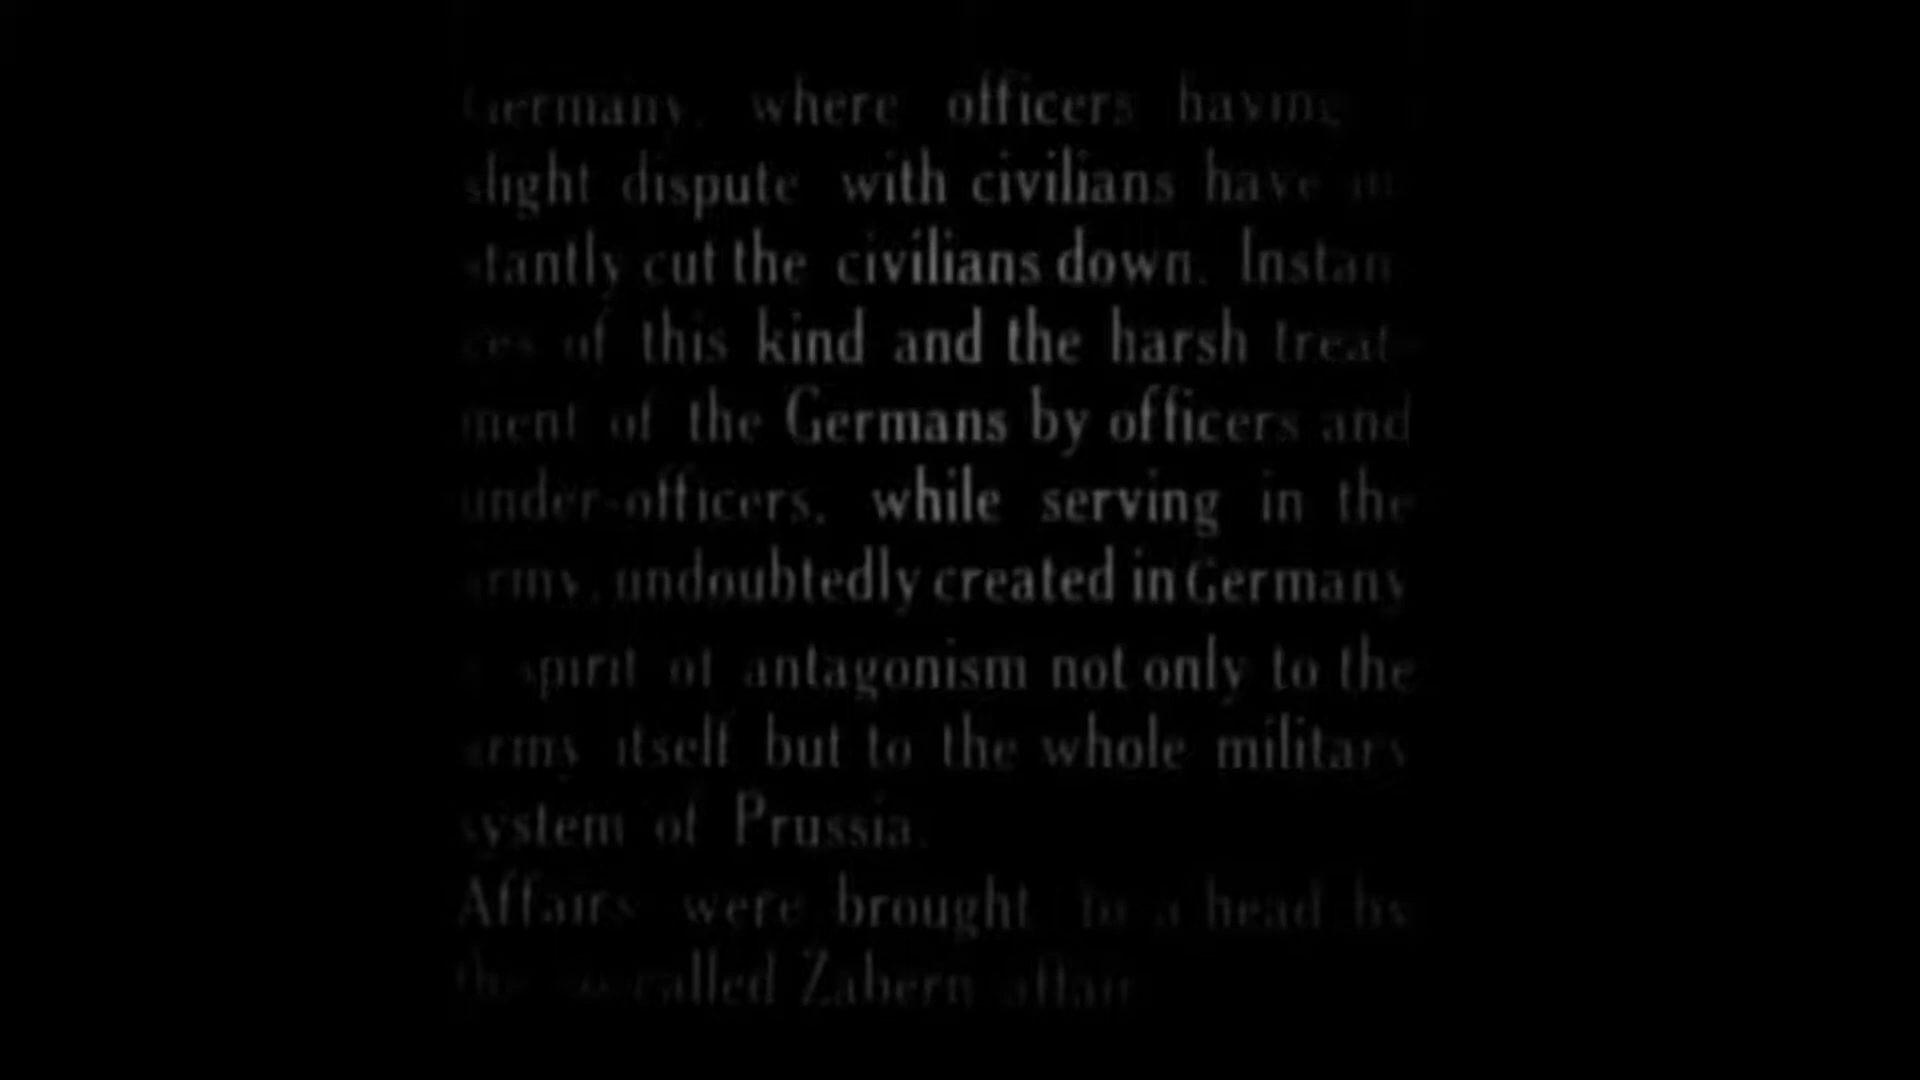 Germany, where officers having
slight dispute with civilians have in-
stantly cut the civilians down. Instan-
ces of this kind and the harsh treat-
ment of the Germans by officers and
under-officers, while serving in the
army, undoubtedly created in Germany
a spirit of antagonism not only to the
army itself but to the whole military
system of Prussia.
Affairs were brought to a head by
the so-called Zabern affair